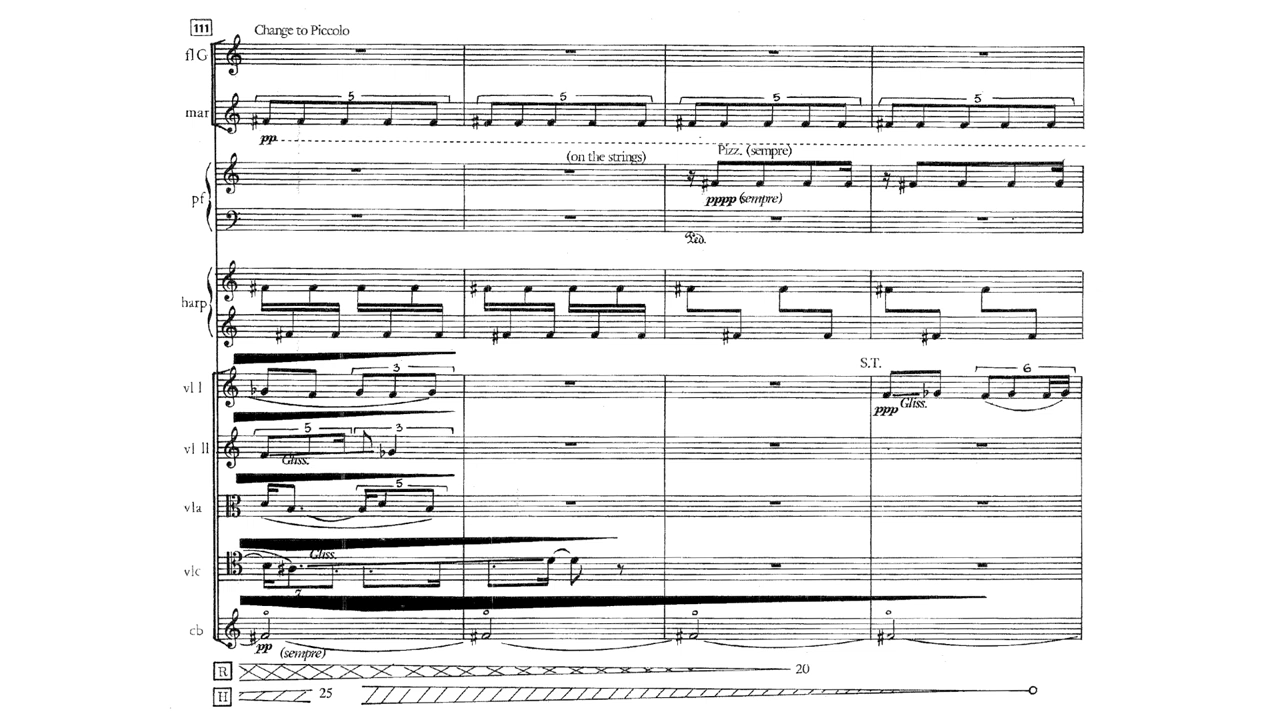 111
Change to Piccolo
fl G
mar
5 5 5 5
pp
(on the strings)
Pizz. (sempre)
pf
pppp (sempre)
Ped.
harp
S.T.
vl I
3
6
ppp
Gliss.
vl II
5 3
Gliss.
vla
5
Gliss.
vlc
7
cb
pp (sempre)
R
20
H
25